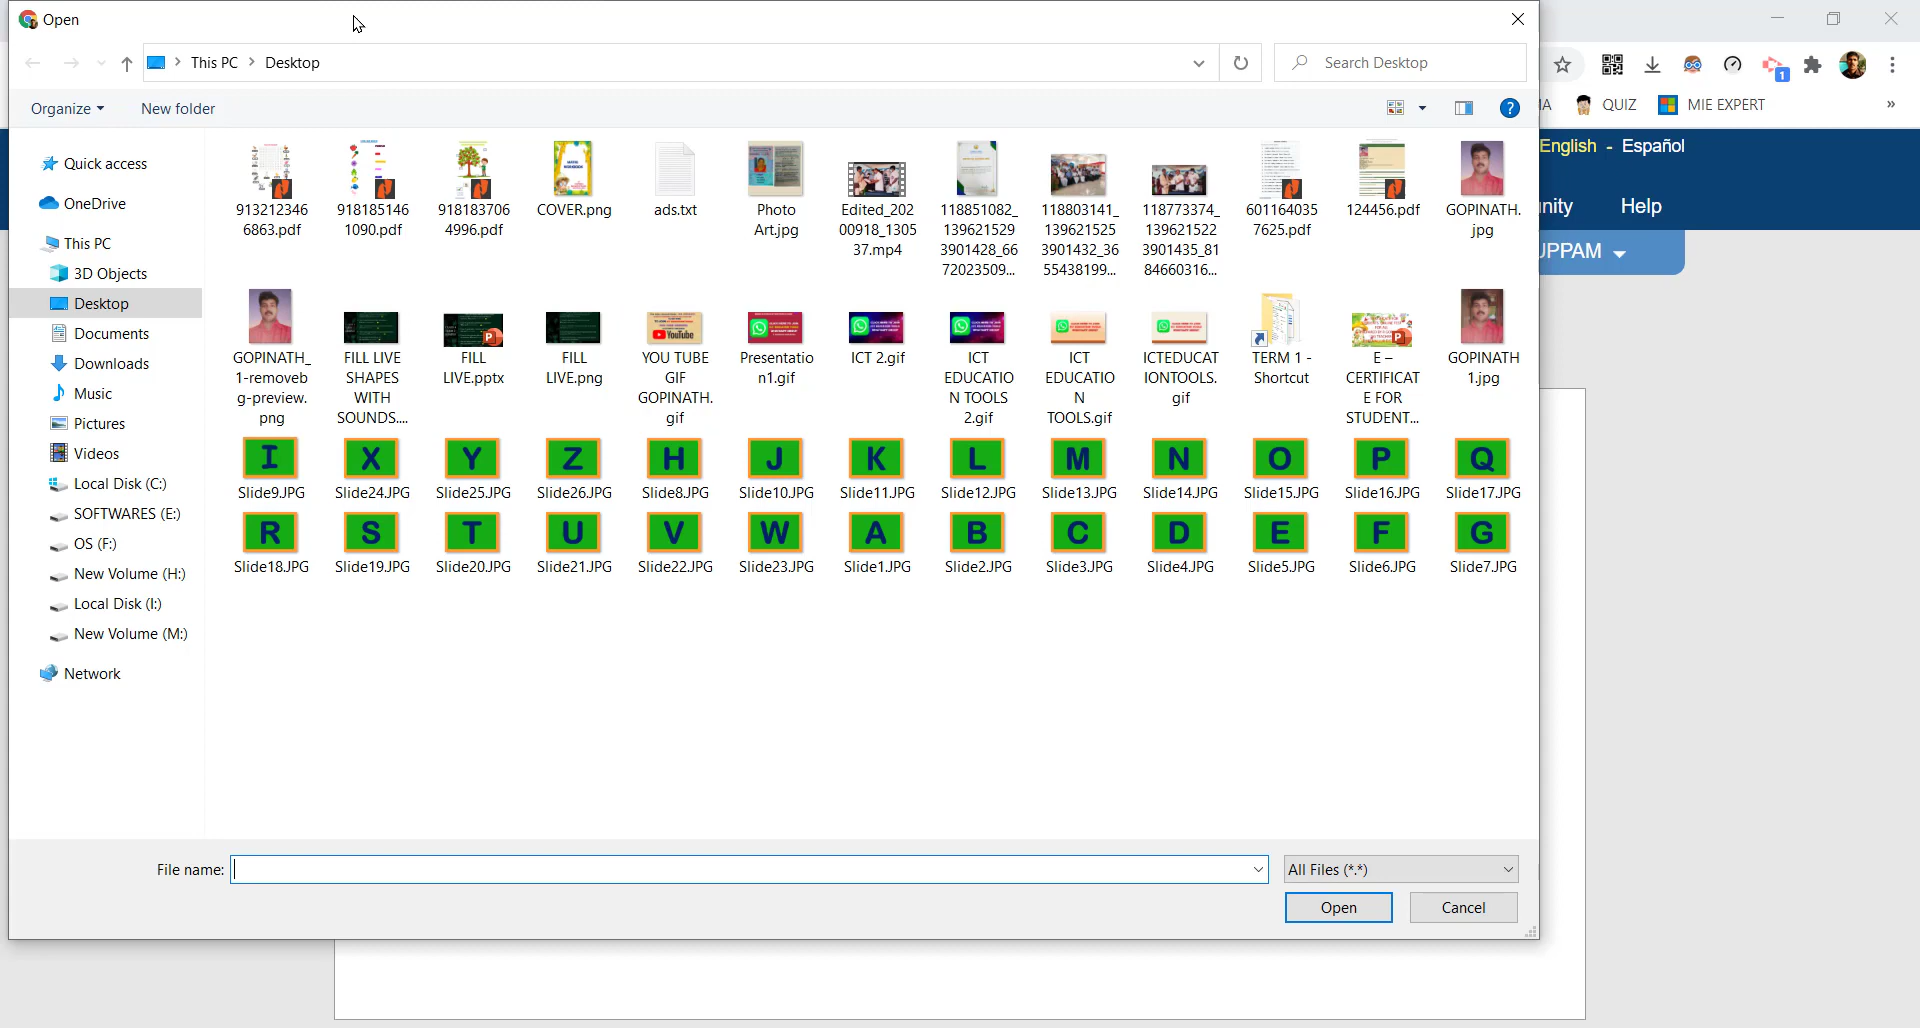 Open
This PC > Desktop
Search Desktop
Organize
New folder
A
QUIZ
MIE EXPERT
»
English - Español
nity
Help
UPPAM
Quick access
OneDrive
This PC
3D Objects
Desktop
Documents
Downloads
Music
Pictures
Videos
Local Disk (C:)
SOFTWARES (E:)
OS (F:)
New Volume (H:)
Local Disk (I:)
New Volume (M:)
Network
913212346
6863.pdf
918185146
1090.pdf
918183706
4996.pdf
COVER.png
ads.txt
Photo
Art.jpg
Edited_202
00918_1305
37.mp4
118851082_
139621529
3901428_66
72023509...
118803141_
139621525
3901432_36
55438199...
118773374_
139621522
3901435_81
84660316...
601164035
7625.pdf
124456.pdf
GOPINATH.
jpg
GOPINATH_
1-removeb
g-preview.
png
FILL LIVE
SHAPES
WITH
SOUNDS....
FILL
LIVE.pptx
FILL
LIVE.png
YouTube
YOU TUBE
GIF
GOPINATH.
gif
Presentatio
n1.gif
ICT 2.gif
ICT
EDUCATIO
N TOOLS
2.gif
ICT
EDUCATIO
N
TOOLS.gif
ICTEDUCAT
IONTOOLS.
gif
TERM 1 -
Shortcut
E –
CERTIFICAT
E FOR
STUDENT...
GOPINATH
1.jpg
I X Y Z H J K L M N O P Q
Slide9.JPG Slide24.JPG Slide25.JPG Slide26.JPG Slide8.JPG Slide10.JPG Slide11.JPG Slide12.JPG Slide13.JPG Slide14.JPG Slide15.JPG Slide16.JPG Slide17.JPG
R S T U V W A B C D E F G
Slide18.JPG Slide19.JPG Slide20.JPG Slide21.JPG Slide22.JPG Slide23.JPG Slide1.JPG Slide2.JPG Slide3.JPG Slide4.JPG Slide5.JPG Slide6.JPG Slide7.JPG
File name:
All Files (*.*)
Open
Cancel